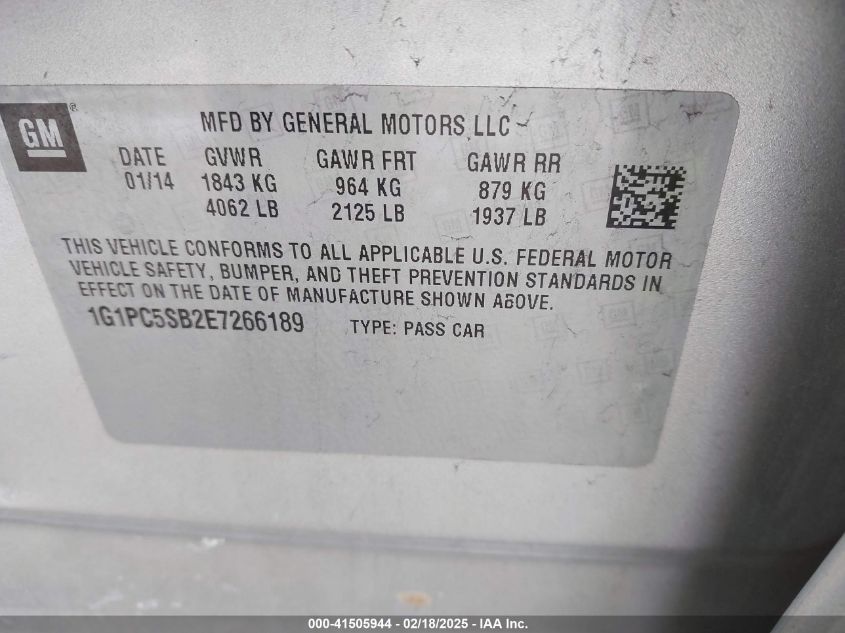 GM®
MFD BY GENERAL MOTORS LLC
DATE GVWR GAWR FRT GAWR RR
01/14 1843 KG 964 KG 879 KG
4062 LB 2125 LB 1937 LB
THIS VEHICLE CONFORMS TO ALL APPLICABLE U.S. FEDERAL MOTOR
VEHICLE SAFETY, BUMPER, AND THEFT PREVENTION STANDARDS IN
EFFECT ON THE DATE OF MANUFACTURE SHOWN ABOVE.
1G1PC5SB2E7266189 TYPE: PASS CAR
000-41505944 - 02/18/2025 - IAA Inc.